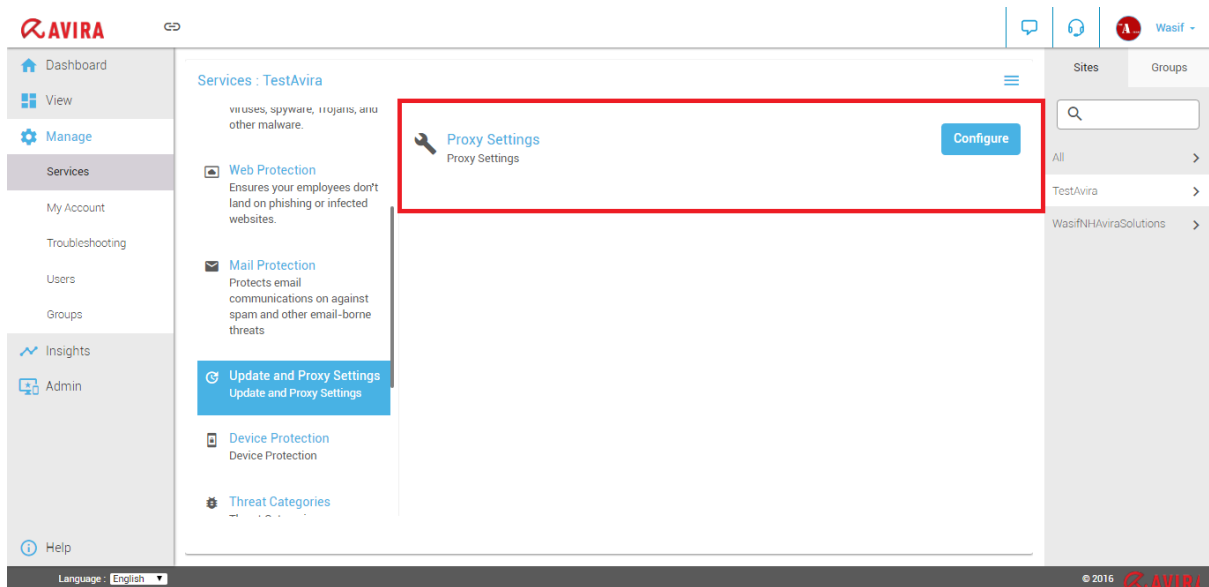 AVIRA
Wasif
Dashboard
View
Manage
Services
My Account
Troubleshooting
Users
Groups
Insights
Admin
Help
Language : English
Services : TestAvira
viruses, spyware, Trojans, and
other malware.
Web Protection
Ensures your employees don't
land on phishing or infected
websites.
Mail Protection
Protects email
communications on against
spam and other email-borne
threats
Update and Proxy Settings
Update and Proxy Settings
Device Protection
Device Protection
Threat Categories
Proxy Settings
Proxy Settings
Configure
Sites Groups
All
TestAvira
WasifNHAviraSolutions
© 2016 AVIRA